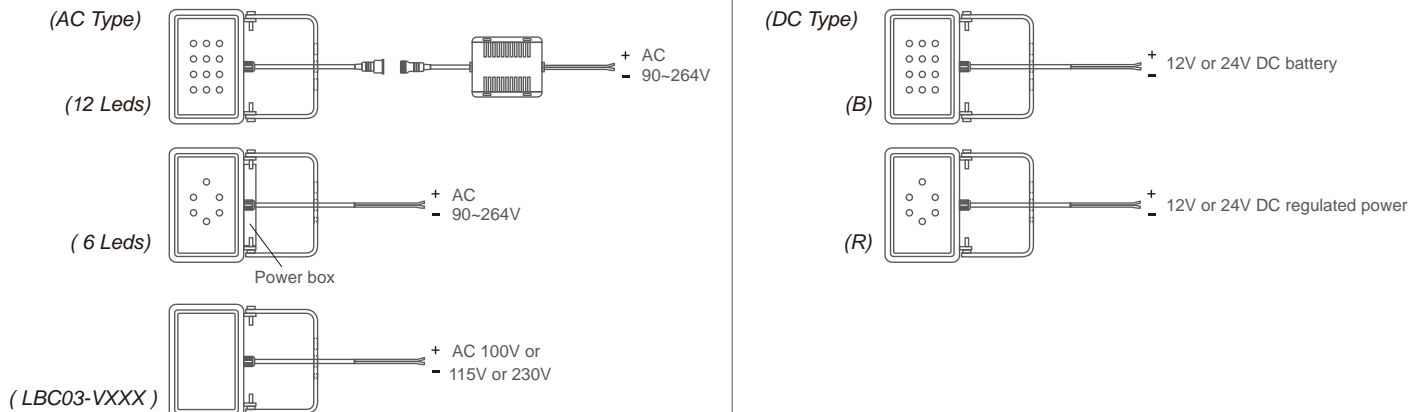 (AC Type)
(12 Leds)
+ AC
- 90~264V
( 6 Leds)
+ AC
- 90~264V
Power box
( LBC03-VXXX )
+ AC 100V or
- 115V or 230V
(DC Type)
(B)
+
- 12V or 24V DC battery
(R)
+
- 12V or 24V DC regulated power